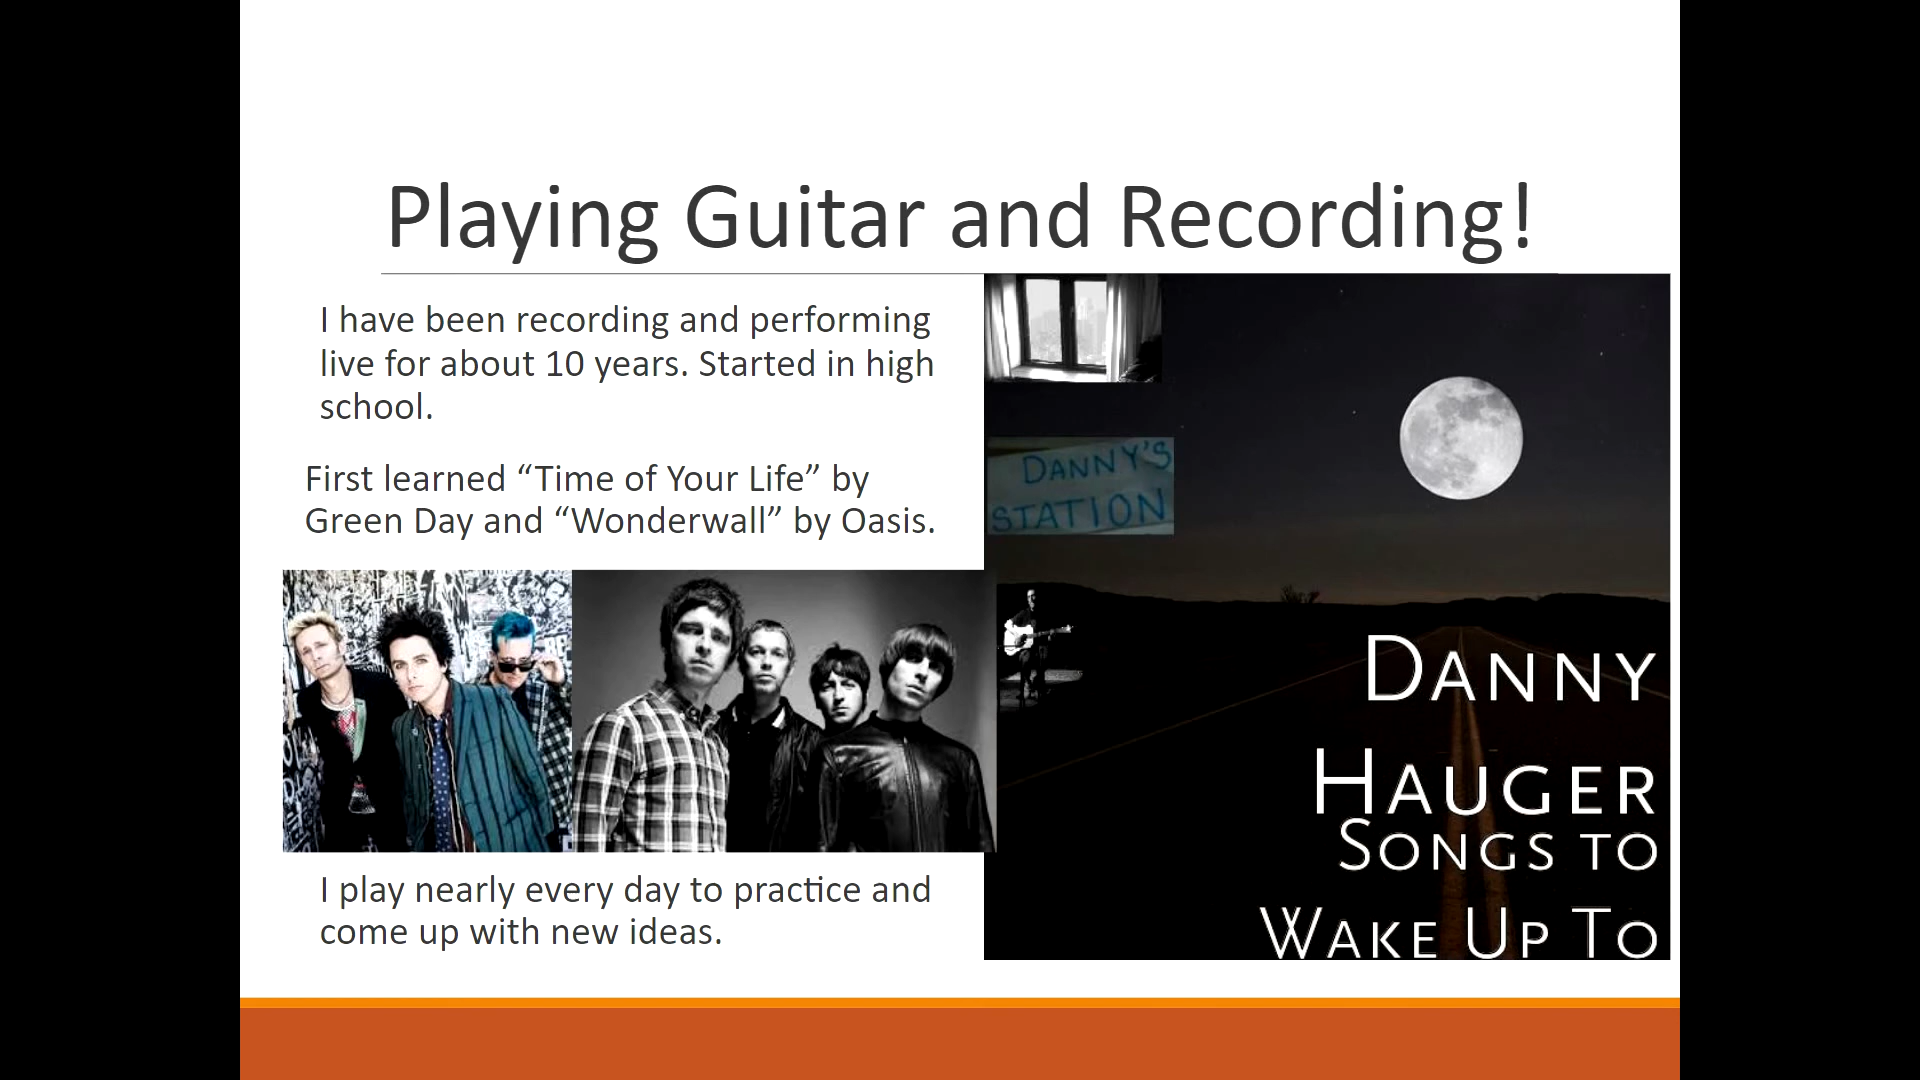 Playing Guitar and Recording!
I have been recording and performing
live for about 10 years. Started in high
school.
First learned “Time of Your Life” by
Green Day and “Wonderwall” by Oasis.
I play nearly every day to practice and
come up with new ideas.
DANNY'S
STATION
DANNY
HAUGER
SONGS TO
WAKE UP TO